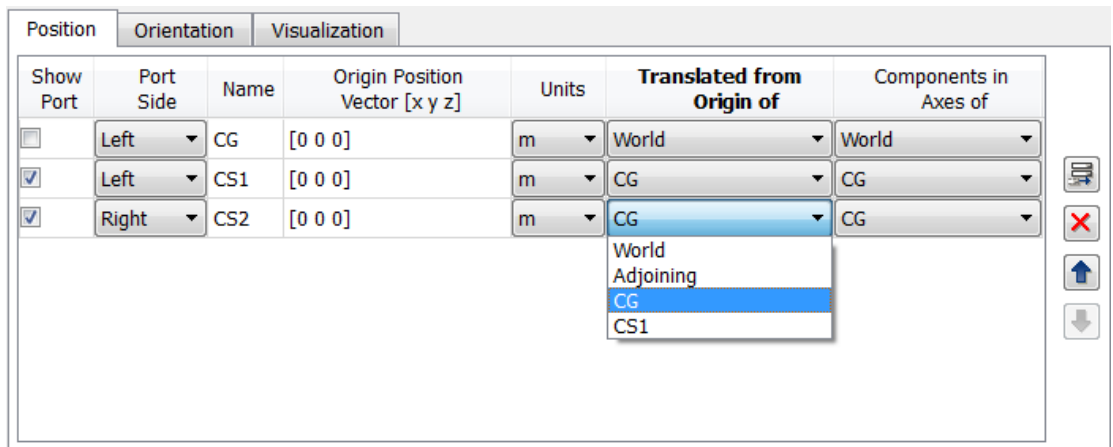 Position Orientation Visualization
Show Port Origin Position Translated from Components in
Port Side Name Vector [x y z] Units Origin of Axes of
Left CG [0 0 0] m World World
Left CS1 [0 0 0] m CG CG
Right CS2 [0 0 0] m CG CG
World
Adjoining
CG
CS1